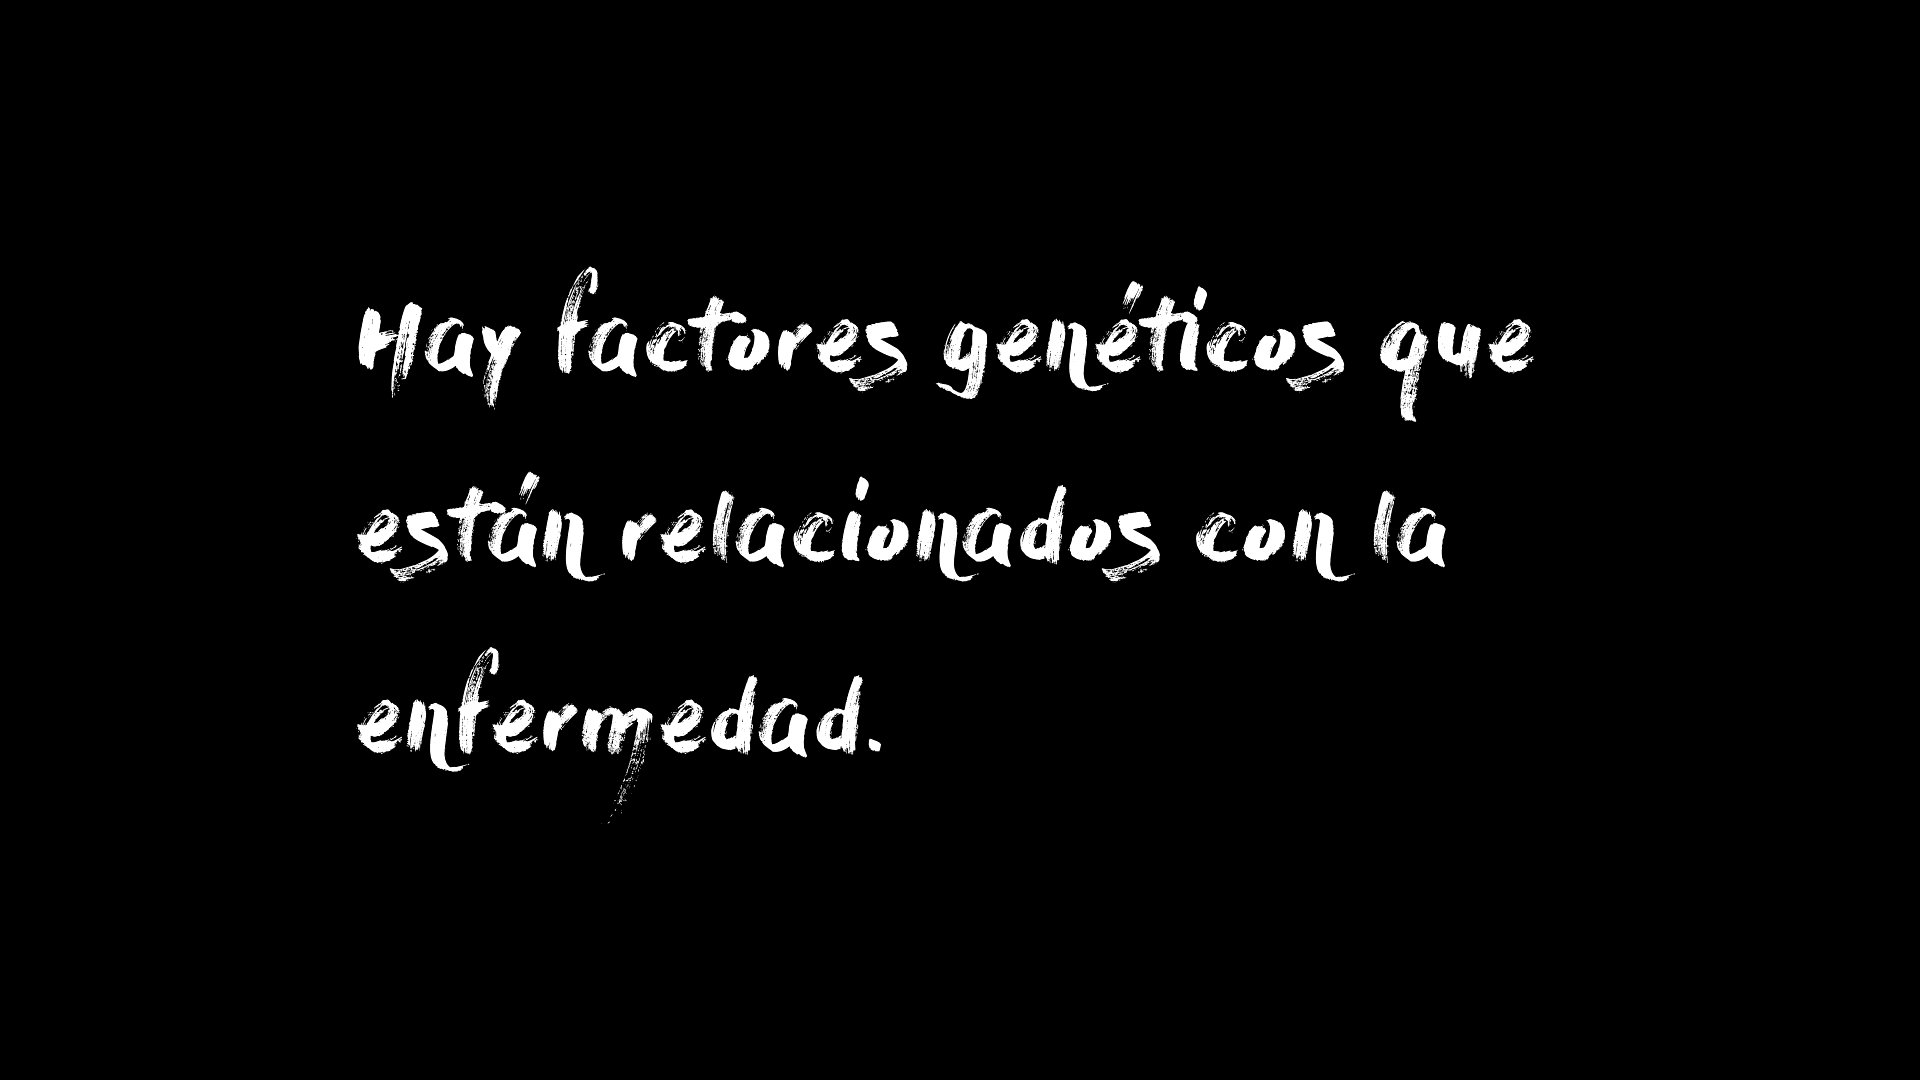 Hay factores genéticos que
están relacionados con la
enfermedad.